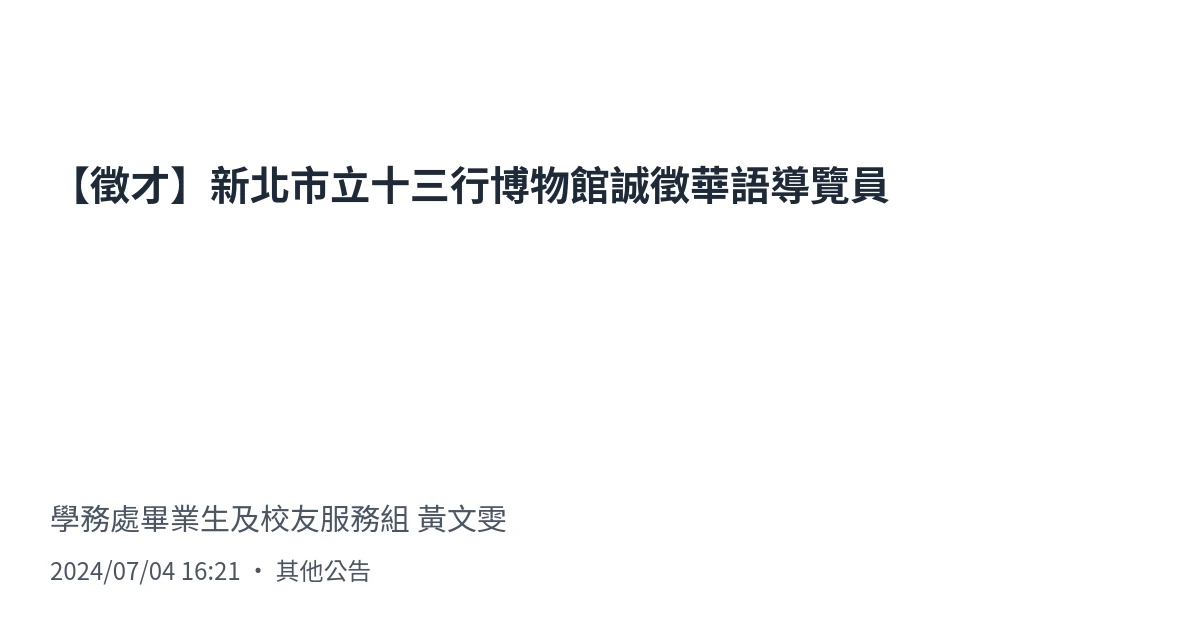 【徵才】新北市立十三行博物館誠徵華語導覽員
學務處畢業生及校友服務組 黃文雯
2024/07/04 16:21 • 其他公告